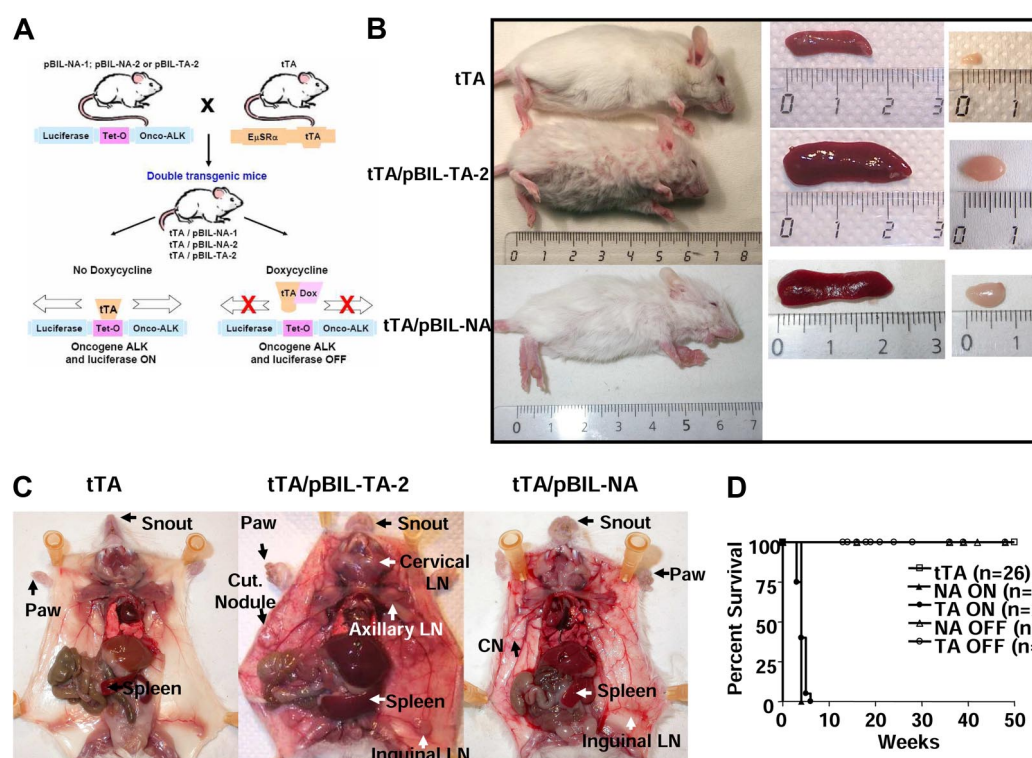 A
pBIL-NA-1; pBIL-NA-2 or pBIL-TA-2
tTA
X
Luciferase Tet-O Onco-ALK
EµSRα tTA
Double transgenic mice
tTA / pBIL-NA-1
tTA / pBIL-NA-2
tTA / pBIL-TA-2
No Doxycycline
Doxycycline
tTA
tTA Dox
X X
Luciferase Tet-O Onco-ALK
Luciferase Tet-O Onco-ALK
Oncogene ALK
and luciferase ON
Oncogene ALK
and luciferase OFF
B
tTA
0 1 2 3
0 1
tTA/pBIL-TA-2
0 1 2 3 4 5 6 7 8
0 1 2 3
0 1
tTA/pBIL-NA
0 1 2 3 4 5 6 7
0 1 2 3
0 1
C
tTA
Snout
Paw
Spleen
tTA/pBIL-TA-2
Paw
Snout
Cervical
LN
Cut.
Nodule
Axillary LN
Spleen
Inguinal LN
tTA/pBIL-NA
Snout
Paw
CN
Spleen
Inguinal LN
D
Percent Survival
100
75
50
25
0
tTA (n=26)
NA ON (n=
TA ON (n=
NA OFF (n
TA OFF (n=
0 10 20 30 40 50
Weeks